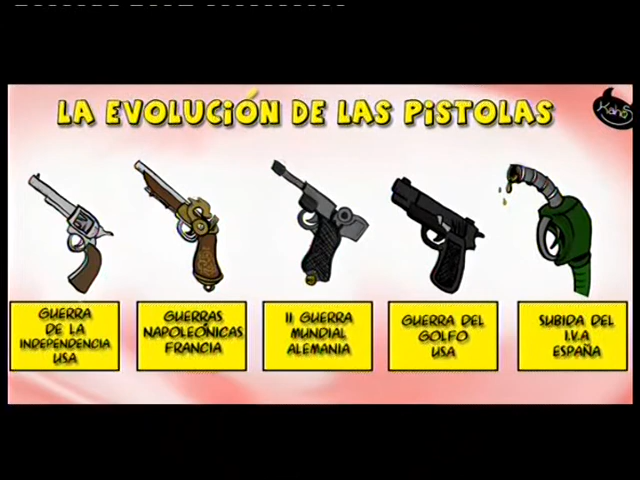 LA EVOLUCIÓN DE LAS PISTOLAS
Kaħos
GUERRA
DE LA
INDEPENDENCIA
USA
GUERRAS
NAPOLEÓNICAS
FRANCIA
II GUERRA
MUNDIAL
ALEMANIA
GUERRA DEL
GOLFO
USA
SUBIDA DEL
I.V.A
ESPAÑA